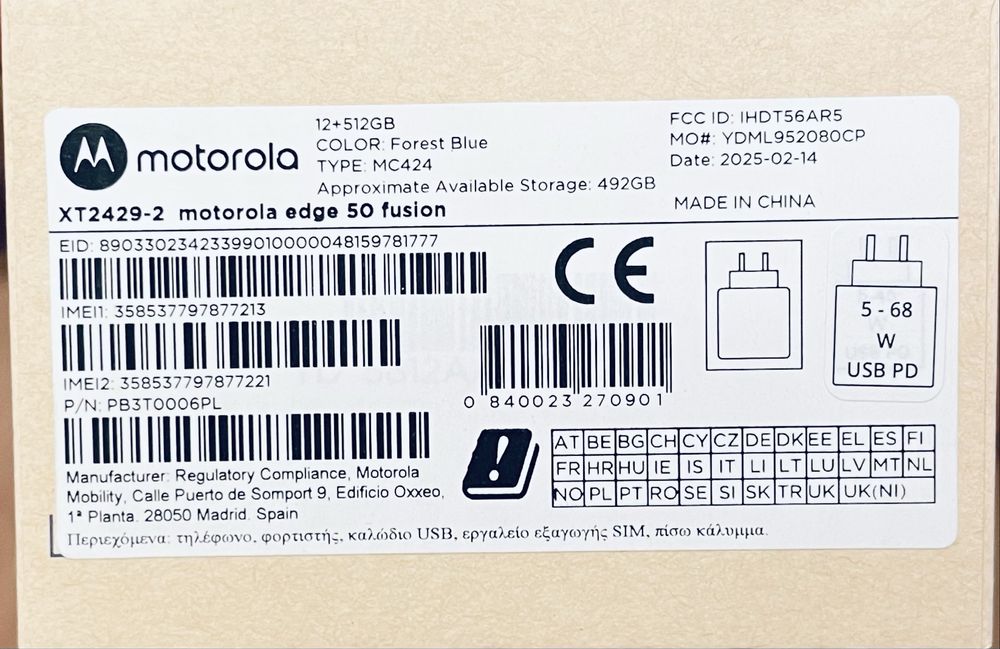 motorola
12+512GB
COLOR: Forest Blue
TYPE: MC424
Approximate Available Storage: 492GB
FCC ID: IHDT56AR5
MO#: YDML952080CP
Date: 2025-02-14
MADE IN CHINA
XT2429-2 motorola edge 50 fusion
EID: 89033023423399010000048159781777
IMEI1: 358537797877213
IMEI2: 358537797877221
P/N: PB3T0006PL
CE
0 840023 270901
5 - 68
W
USB PD
AT BE BG CH CY CZ DE DK EE EL ES FI
FR HR HU IE IS IT LI LT LU LV MT NL
NO PL PT RO SE SI SK TR UK UK(NI)
Manufacturer: Regulatory Compliance, Motorola
Mobility, Calle Puerto de Somport 9, Edificio Oxxeo,
1ª Planta. 28050 Madrid. Spain
Περιεχόμενα: τηλέφωνο, φορτιστής, καλώδιο USB, εργαλείο εξαγωγής SIM, πίσω κάλυμμα.